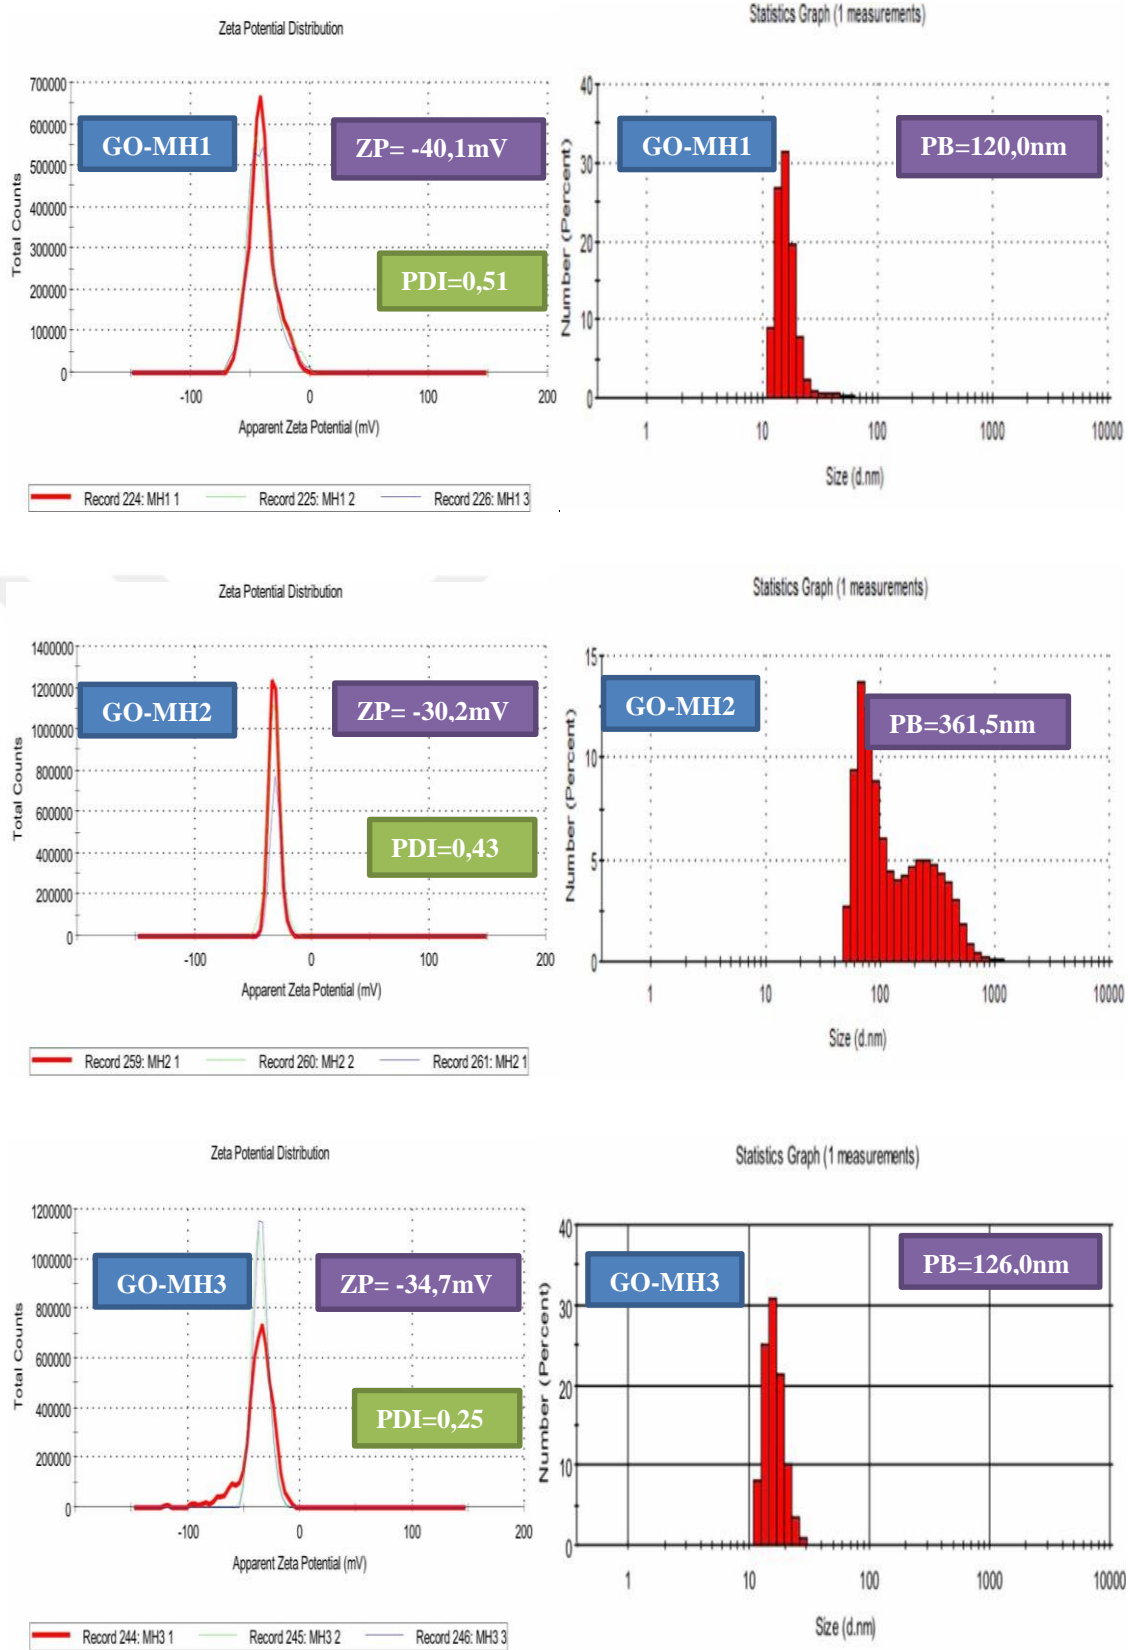 Zeta Potential Distribution
700000
600000
500000
400000
300000
200000
100000
0
Total Counts
-100 0 100 200
Apparent Zeta Potential (mV)
GO-MH1
ZP= -40,1mV
PDI=0,51
Record 224: MH1 1 Record 225: MH1 2 Record 226: MH1 3
Statistics Graph (1 measurements)
40
30
20
10
0
Number (Percent)
1 10 100 1000 10000
Size (d.nm)
GO-MH1
PB=120,0nm
Zeta Potential Distribution
1400000
1200000
1000000
800000
600000
400000
200000
0
Total Counts
-100 0 100 200
Apparent Zeta Potential (mV)
GO-MH2
ZP= -30,2mV
PDI=0,43
Record 259: MH2 1 Record 260: MH2 2 Record 261: MH2 1
Statistics Graph (1 measurements)
15
10
5
0
Number (Percent)
1 10 100 1000 10000
Size (d.nm)
GO-MH2
PB=361,5nm
Zeta Potential Distribution
1200000
1000000
800000
600000
400000
200000
0
Total Counts
-100 0 100 200
Apparent Zeta Potential (mV)
GO-MH3
ZP= -34,7mV
PDI=0,25
Record 244: MH3 1 Record 245: MH3 2 Record 246: MH3 3
Statistics Graph (1 measurements)
40
30
20
10
0
Number (Percent)
1 10 100 1000 10000
Size (d.nm)
GO-MH3
PB=126,0nm